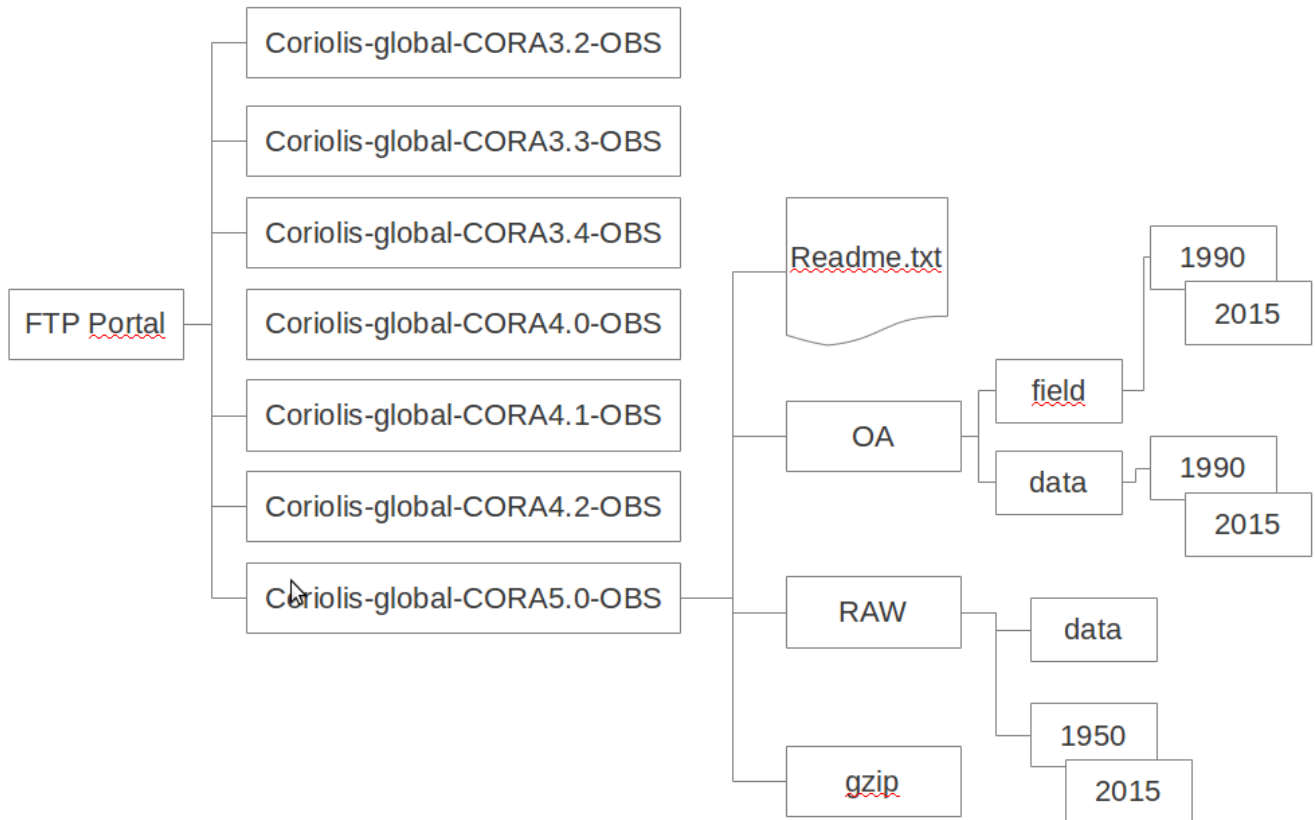 Coriolis-global-CORA3.2-OBS
Coriolis-global-CORA3.3-OBS
Coriolis-global-CORA3.4-OBS
FTP Portal
Coriolis-global-CORA4.0-OBS
Coriolis-global-CORA4.1-OBS
Coriolis-global-CORA4.2-OBS
Coriolis-global-CORA5.0-OBS
Readme.txt
OA
field
1990
2015
data
1990
2015
RAW
data
1950
2015
gzip